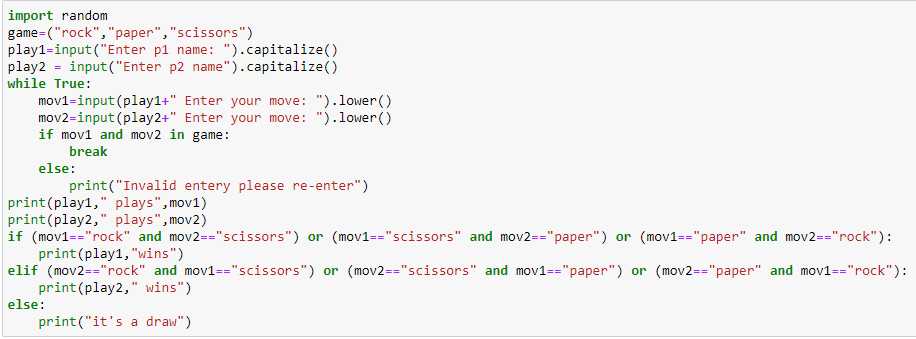 import random
game=("rock","paper","scissors")
play1=input("Enter p1 name: ").capitalize()
play2 = input("Enter p2 name").capitalize()
while True:
    mov1=input(play1+" Enter your move: ").lower()
    mov2=input(play2+" Enter your move: ").lower()
    if mov1 and mov2 in game:
        break
    else:
        print("Invalid entery please re-enter")
print(play1," plays",mov1)
print(play2," plays",mov2)
if (mov1=="rock" and mov2=="scissors") or (mov1=="scissors" and mov2=="paper") or (mov1=="paper" and mov2=="rock"):
    print(play1,"wins")
elif (mov2=="rock" and mov1=="scissors") or (mov2=="scissors" and mov1=="paper") or (mov2=="paper" and mov1=="rock"):
    print(play2," wins")
else:
    print("it's a draw")